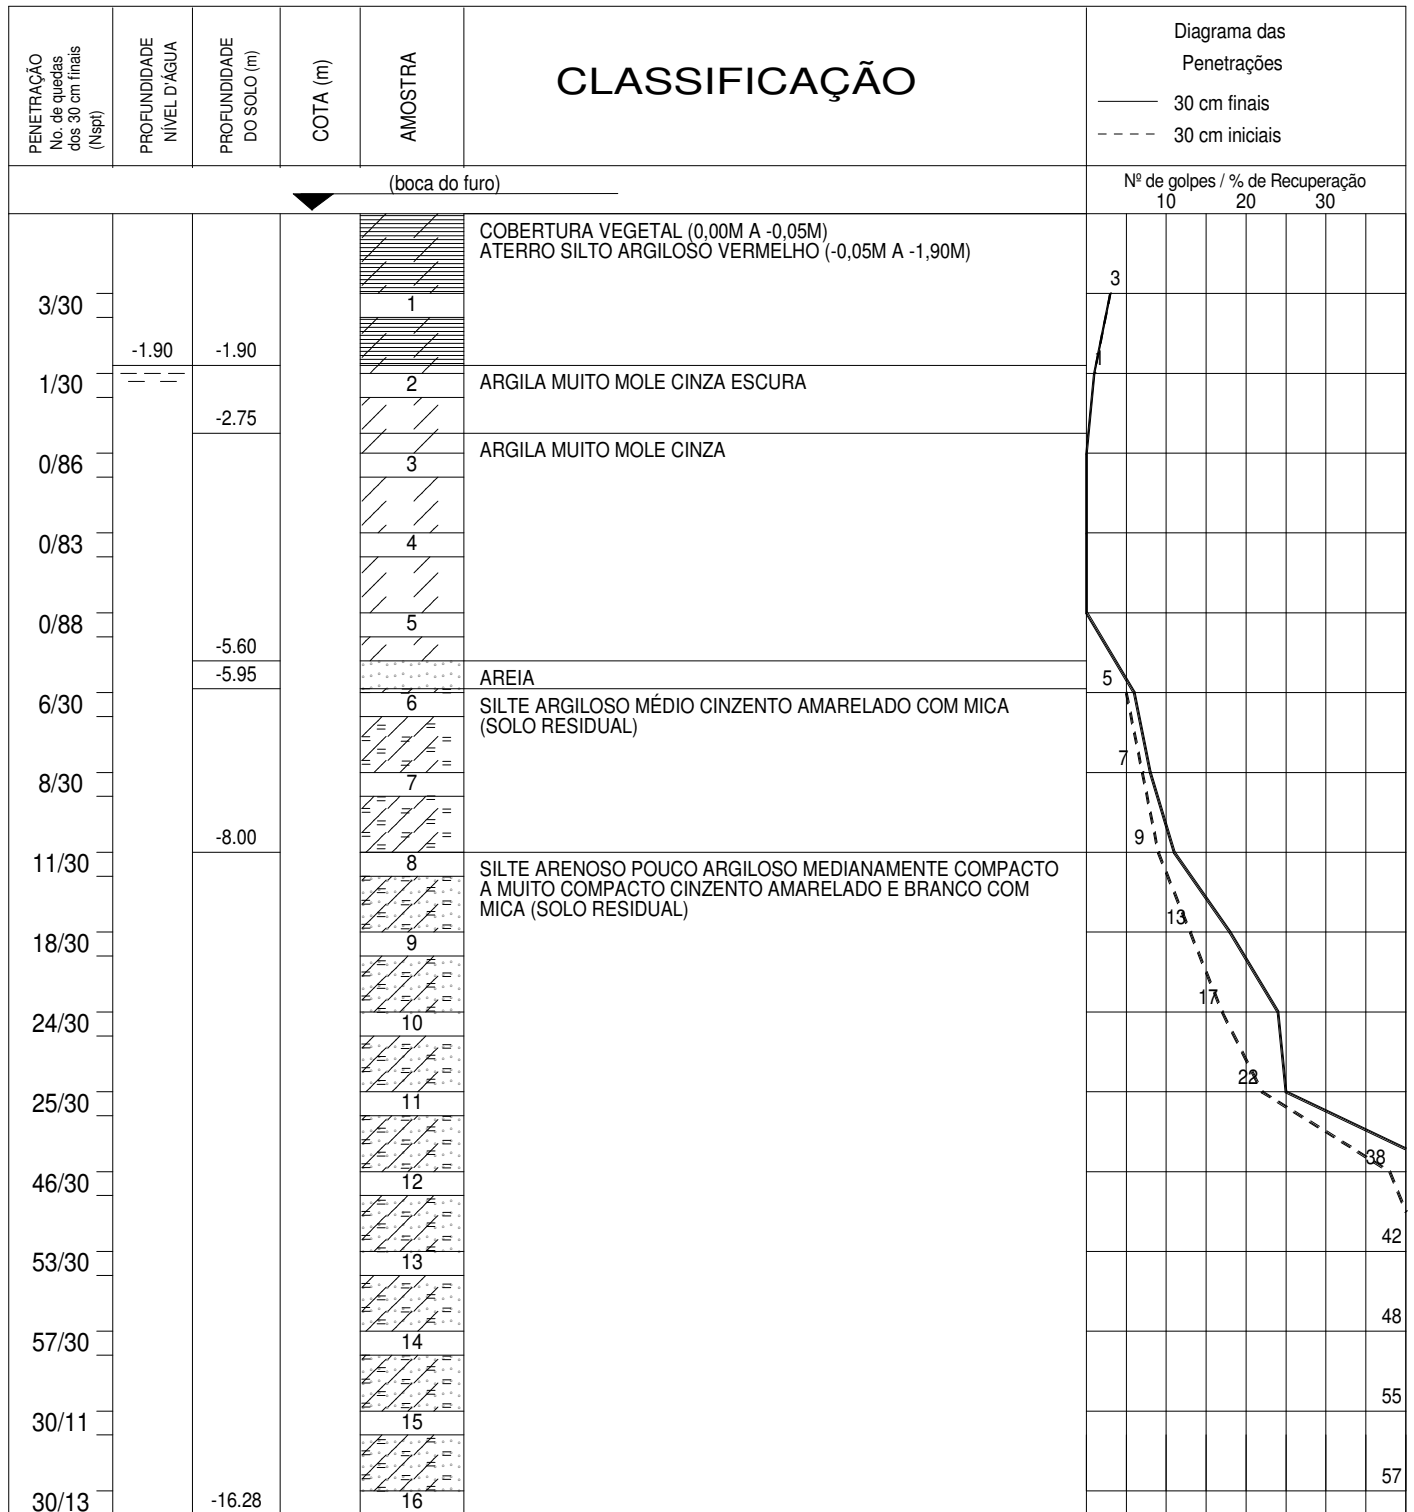 PENETRAÇÃO
No. de quedas
dos 30 cm finais
(Nspt)
PROFUNDIDADE
NÍVEL D'ÁGUA
PROFUNDIDADE
DO SOLO (m)
COTA (m)
AMOSTRA
CLASSIFICAÇÃO
Diagrama das
Penetrações
30 cm finais
30 cm iniciais
(boca do furo)
Nº de golpes / % de Recuperação
10 20 30
COBERTURA VEGETAL (0,00M A -0,05M)
ATERRO SILTO ARGILOSO VERMELHO (-0,05M A -1,90M)
3
3/30 1
-1.90 -1.90 1
1/30 2 ARGILA MUITO MOLE CINZA ESCURA
-2.75
ARGILA MUITO MOLE CINZA
0/86 3
0/83 4
0/88 5
-5.60
-5.95 AREIA 5
6/30 6 SILTE ARGILOSO MÉDIO CINZENTO AMARELADO COM MICA
(SOLO RESIDUAL)
7
8/30 7
-8.00 9
11/30 8 SILTE ARENOSO POUCO ARGILOSO MEDIANAMENTE COMPACTO
A MUITO COMPACTO CINZENTO AMARELADO E BRANCO COM
MICA (SOLO RESIDUAL)
13
18/30 9
17
24/30 10
25/30 11
38
46/30 12
42
53/30 13
48
57/30 14
55
30/11 15
57
30/13 -16.28 16